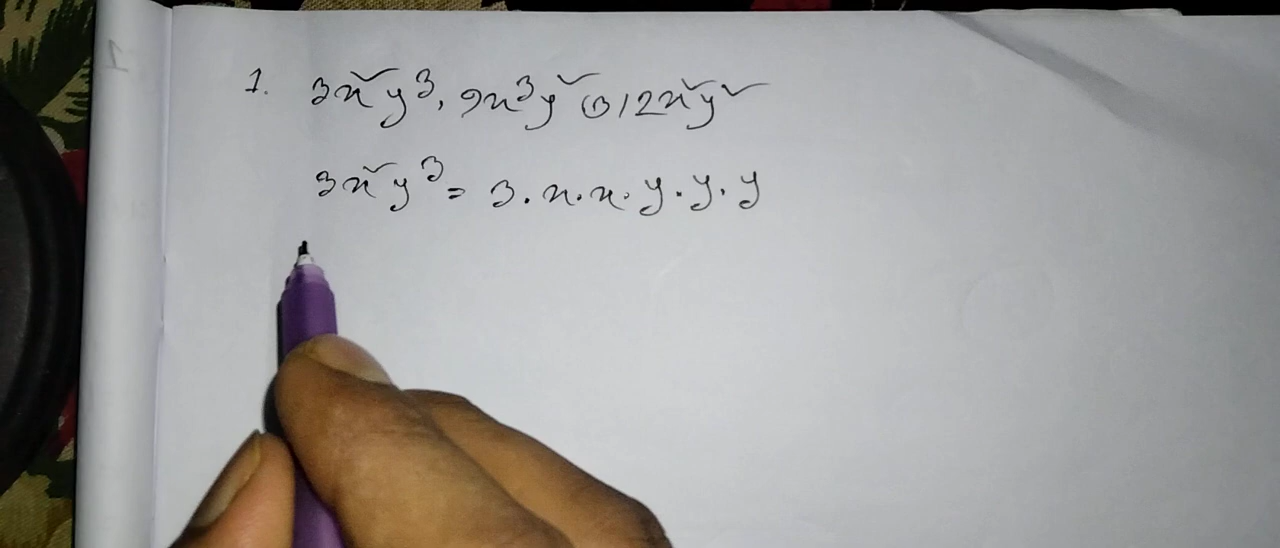 1. 3x²y³, 9x³y² ও 12x²y²
3x²y³ = 3.x.x.y.y.y